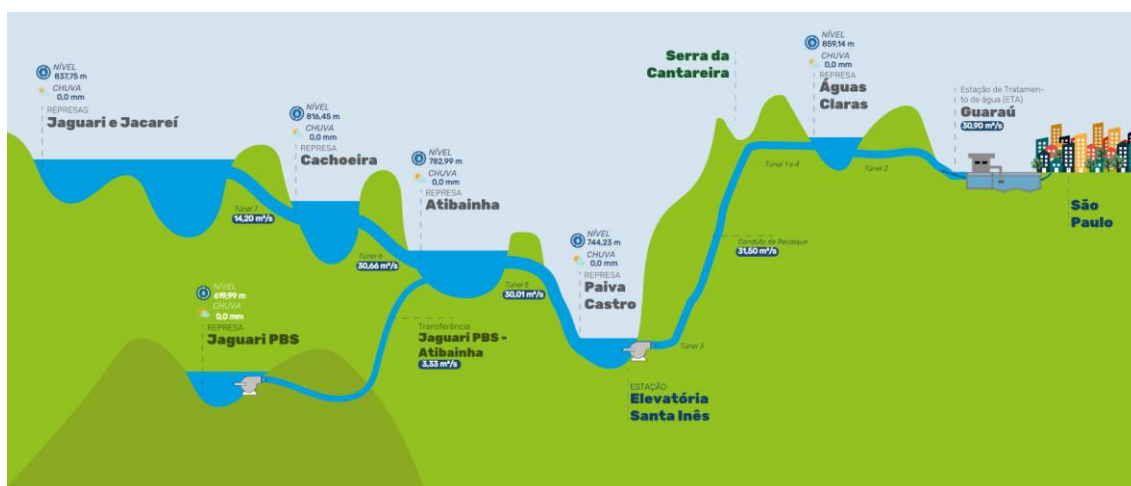 NÍVEL
837,75 m
CHUVA
0,0 mm
REPRESAS
Jaguari e Jacareí
Túnel 7
14,20 m³/s
NÍVEL
816,45 m
CHUVA
0,0 mm
REPRESA
Cachoeira
Túnel 6
30,66 m³/s
NÍVEL
782,99 m
CHUVA
0,0 mm
REPRESA
Atibainha
Túnel 5
30,01 m³/s
NÍVEL
619,99 m
CHUVA
0,0 mm
REPRESA
Jaguari PBS
Transferência
Jaguari PBS -
Atibainha
3,33 m³/s
NÍVEL
744,23 m
CHUVA
0,0 mm
REPRESA
Paiva
Castro
Túnel 3
ESTAÇÃO
Elevatória
Santa Inês
Serra da
Cantareira
Conduto de Recalque
31,50 m³/s
Túnel 1 e 4
NÍVEL
859,14 m
CHUVA
0,0 mm
REPRESA
Águas
Claras
Túnel 2
Estação de Tratamen-
to de água (ETA)
Guaraú
30,90 m³/s
São
Paulo